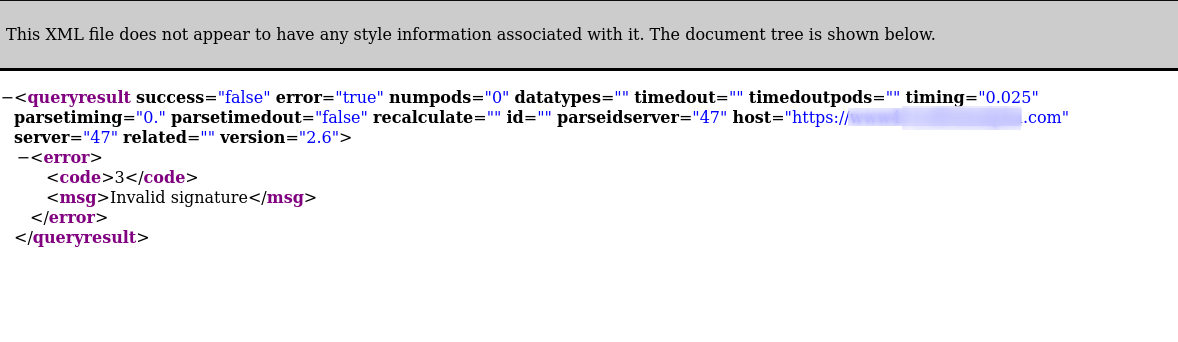 This XML file does not appear to have any style information associated with it. The document tree is shown below.
−<queryresult success="false" error="true" numpods="0" datatypes="" timedout="" timedoutpods="" timing="0.025"
parsetiming="0." parsetimedout="false" recalculate="" id="" parseidserver="47" host="https:// .com"
server="47" related="" version="2.6">
−<error>
<code>3</code>
<msg>Invalid signature</msg>
</error>
</queryresult>